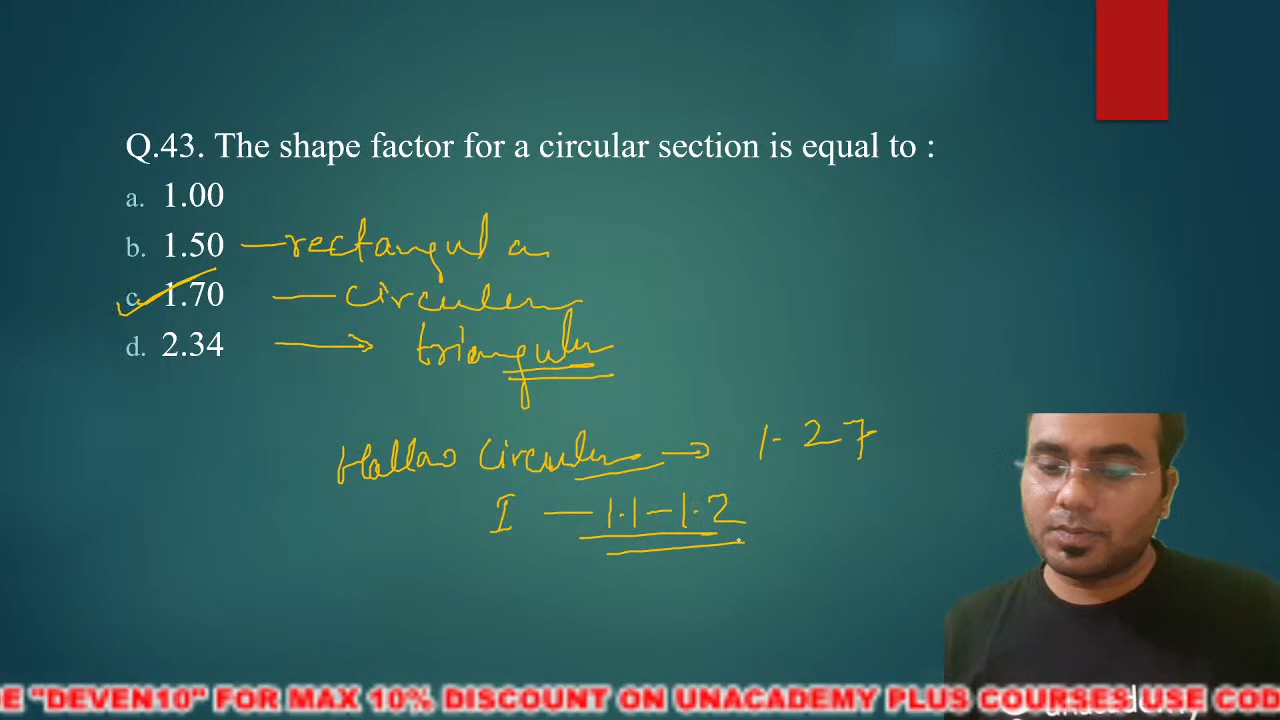 Q.43. The shape factor for a circular section is equal to :
a. 1.00
b. 1.50 — rectangular
c. 1.70 — circular
d. 2.34 → triangular
Hallow Circular → 1.27
I — 1.1 - 1.2
E "DEVEN10" FOR MAX 10% DISCOUNT ON UNACADEMY PLUS COURSES USE COD
unacademy